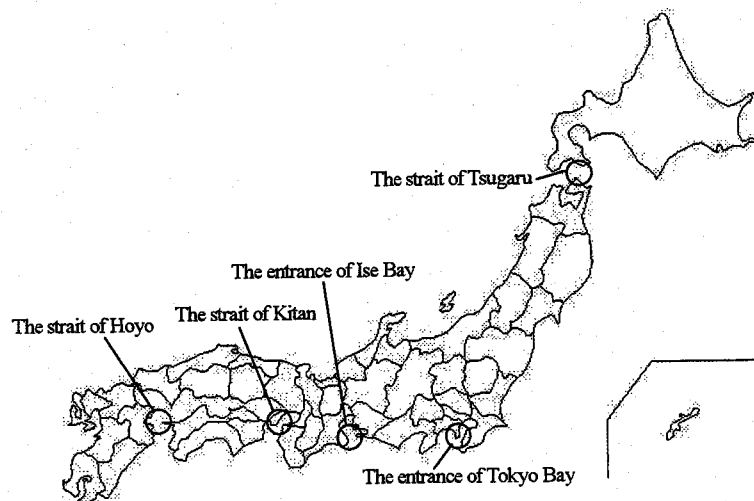 The strait of Tsugaru
The entrance of Ise Bay
The strait of Kitan
The strait of Hoyo
The entrance of Tokyo Bay